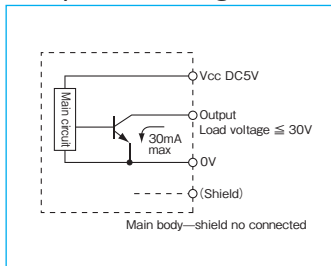 Vcc DC5V
Main circuit
Output
Load voltage ≦ 30V
30mA
max
0V
(Shield)
Main body—shield no connected